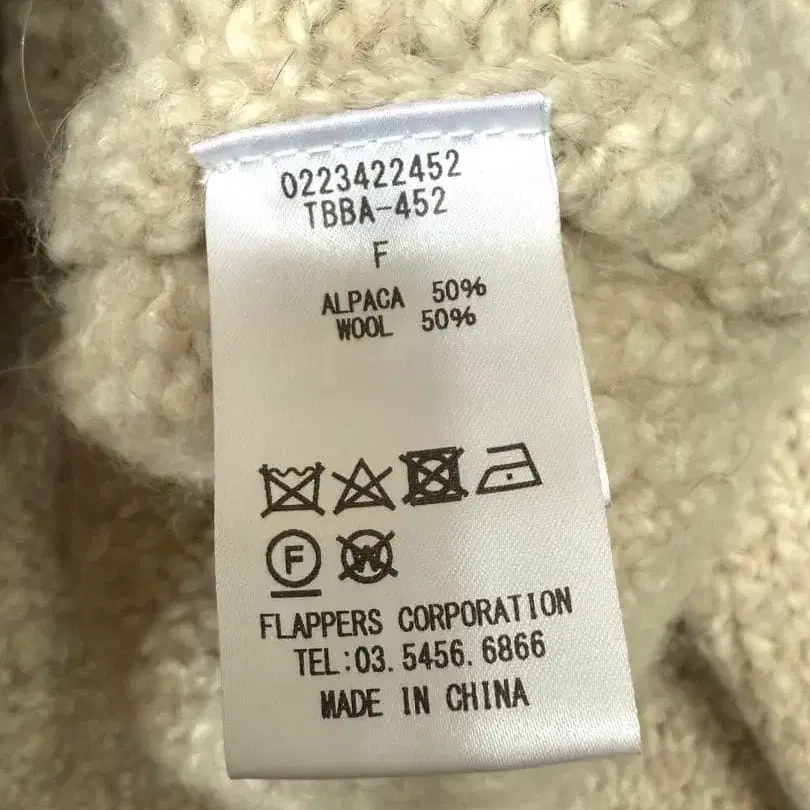 0223422452
TBBA-452
F
ALPACA 50%
WOOL 50%
F W
FLAPPERS CORPORATION
TEL:03.5456.6866
MADE IN CHINA